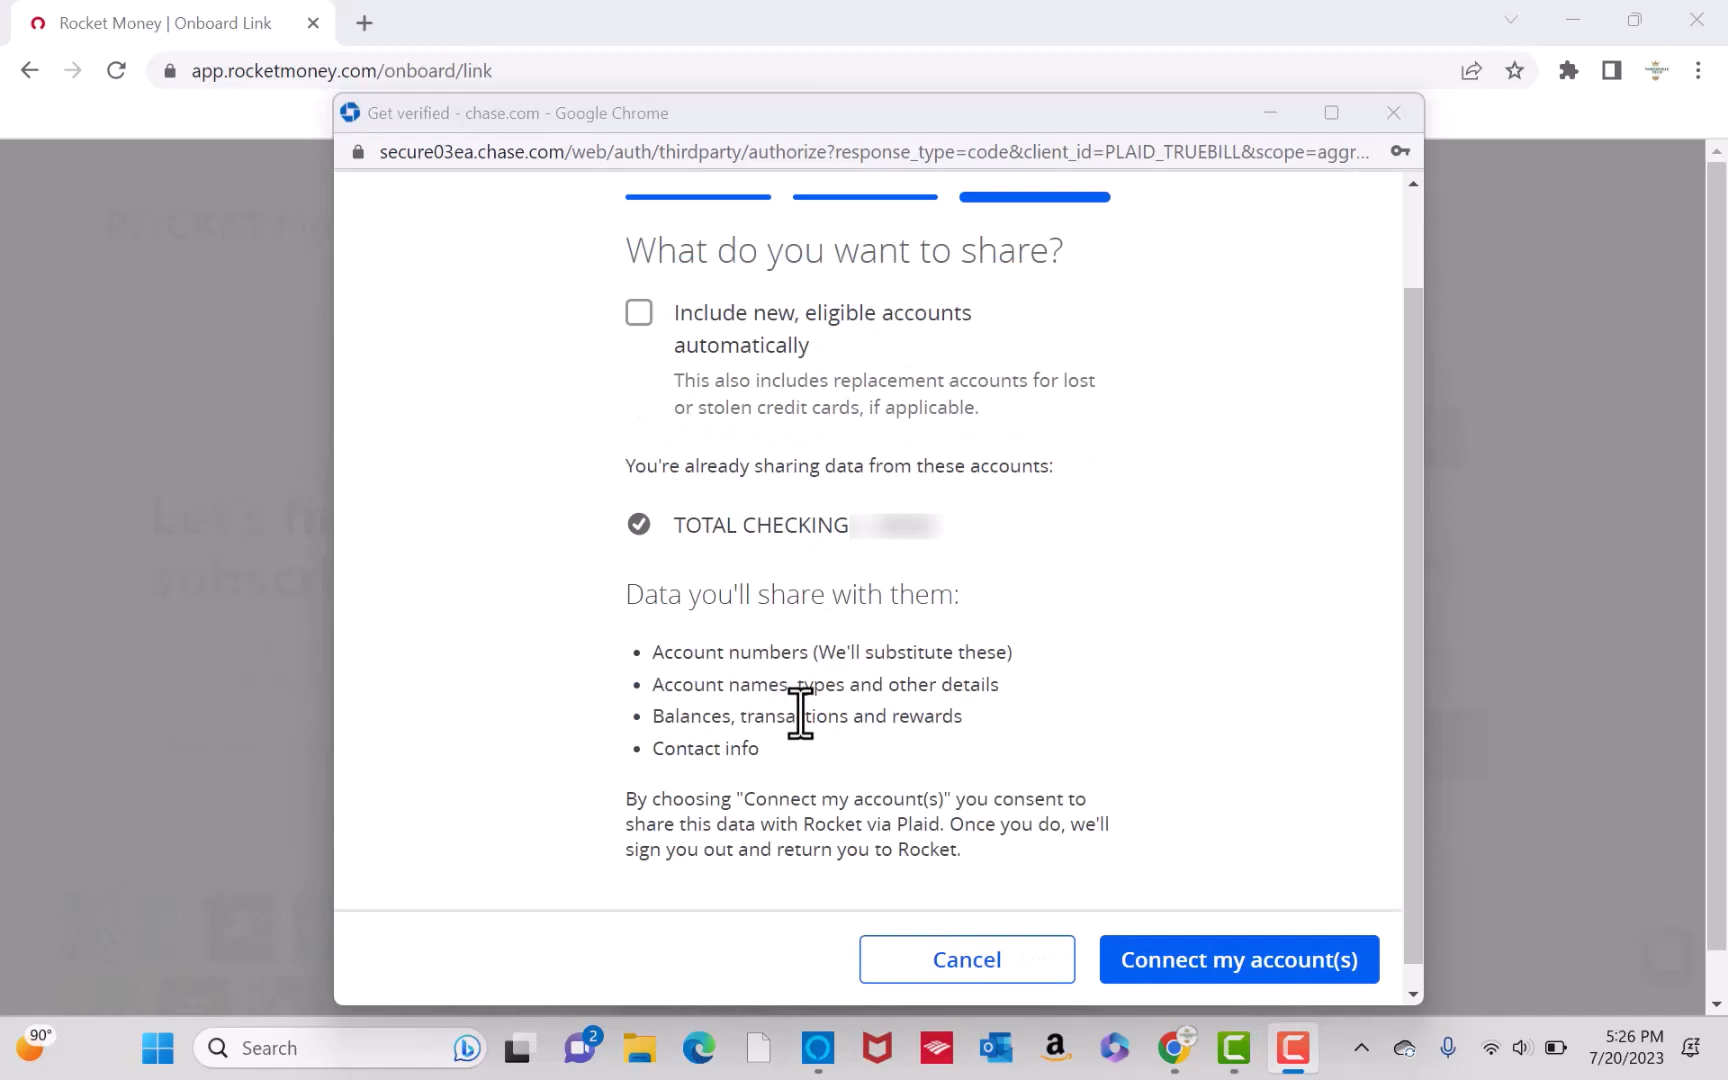 Rocket Money | Onboard Link
app.rocketmoney.com/onboard/link
Get verified - chase.com - Google Chrome
secure03ea.chase.com/web/auth/thirdparty/authorize?response_type=code&client_id=PLAID_TRUEBILL&scope=aggr...
What do you want to share?
Include new, eligible accounts
automatically
This also includes replacement accounts for lost
or stolen credit cards, if applicable.
You're already sharing data from these accounts:
TOTAL CHECKING
Data you'll share with them:
• Account numbers (We'll substitute these)
• Account names, types and other details
• Balances, transactions and rewards
• Contact info
By choosing "Connect my account(s)" you consent to
share this data with Rocket via Plaid. Once you do, we'll
sign you out and return you to Rocket.
Cancel
Connect my account(s)
Let's
subscr
90°
Search
2
5:26 PM
7/20/2023